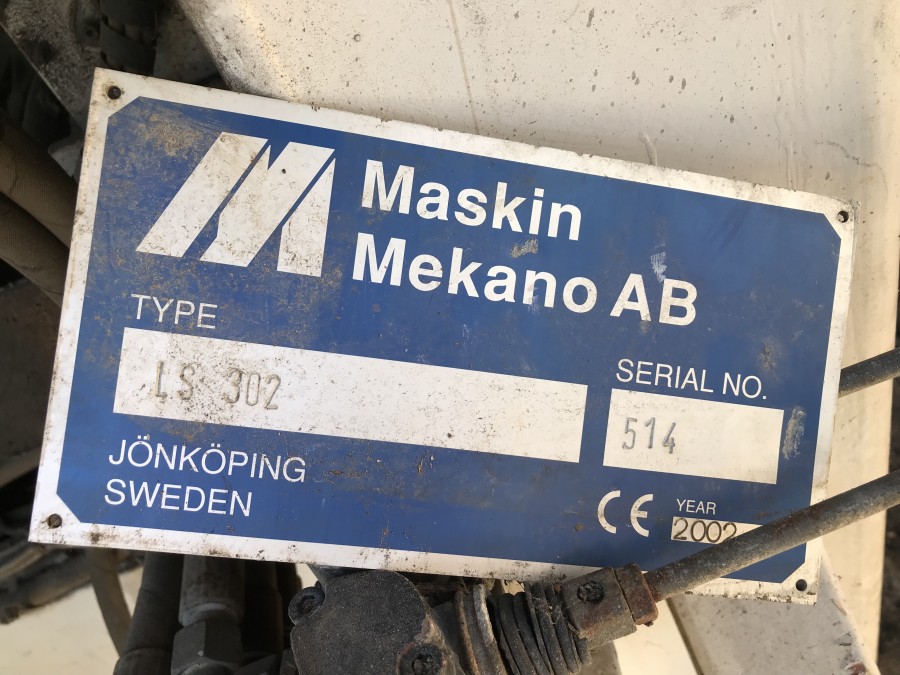 Maskin
Mekano AB
TYPE
LS 302
SERIAL NO.
514
JÖNKÖPING
SWEDEN
CE
YEAR
2002